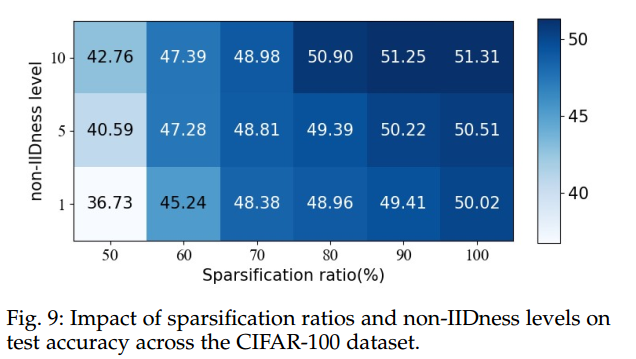 non-IIDness level
10 42.76 47.39 48.98 50.90 51.25 51.31
5 40.59 47.28 48.81 49.39 50.22 50.51
1 36.73 45.24 48.38 48.96 49.41 50.02
50 60 70 80 90 100
Sparsification ratio(%)
50
45
40
Fig. 9: Impact of sparsification ratios and non-IIDness levels on
test accuracy across the CIFAR-100 dataset.